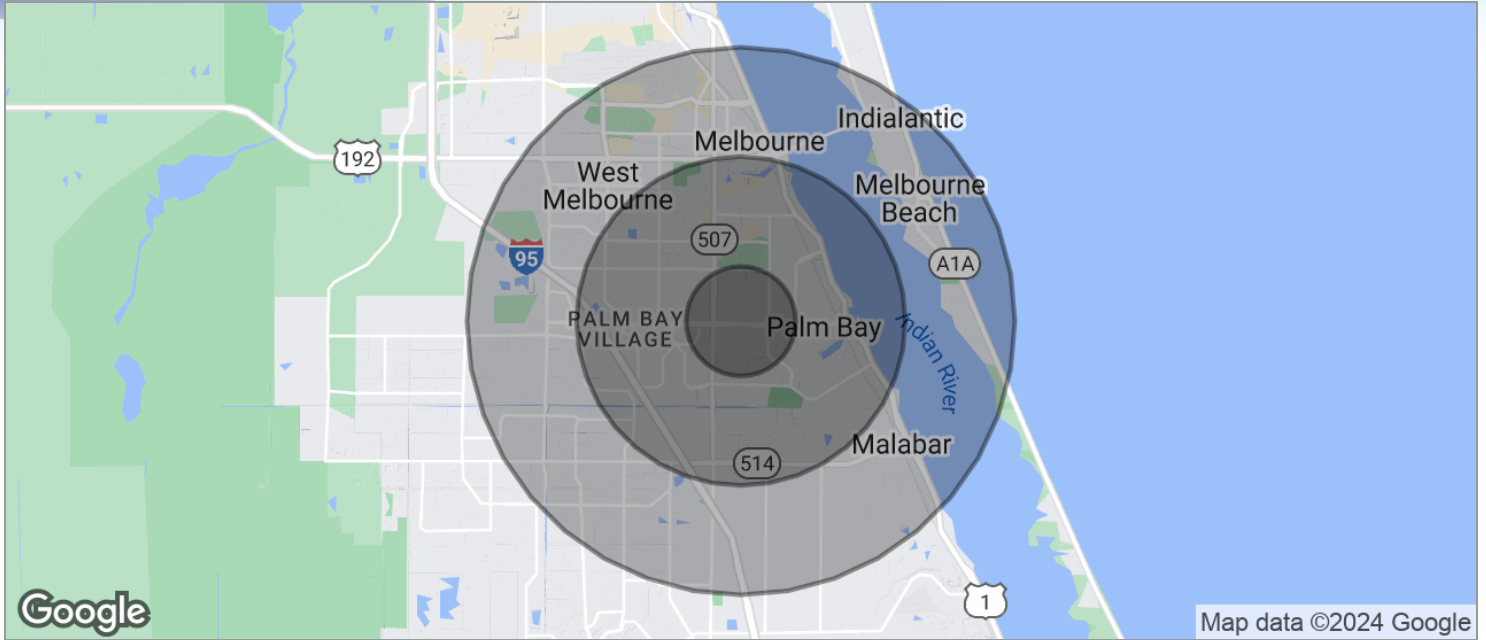 Indialantic
Melbourne
192
West
Melbourne
Melbourne
Beach
507
95
A1A
PALM BAY
VILLAGE
Palm Bay
Indian River
Malabar
514
1
Google
Map data ©2024 Google